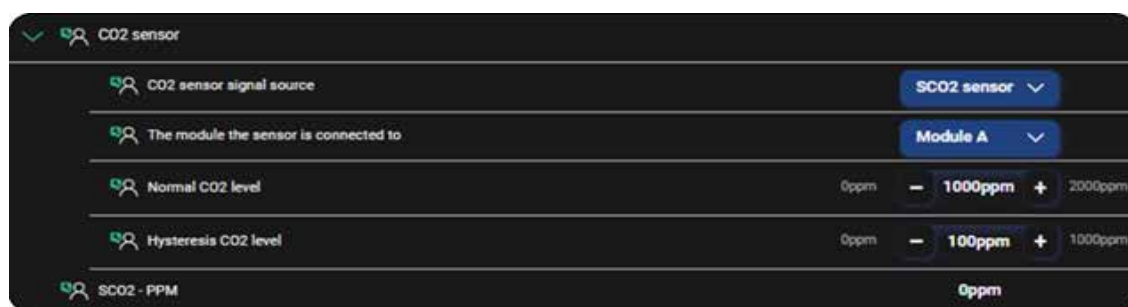 CO2 sensor
CO2 sensor signal source SCO2 sensor
The module the sensor is connected to Module A
Normal CO2 level 0ppm − 1000ppm + 2000ppm
Hysteresis CO2 level 0ppm − 100ppm + 1000ppm
SCO2 - PPM 0ppm